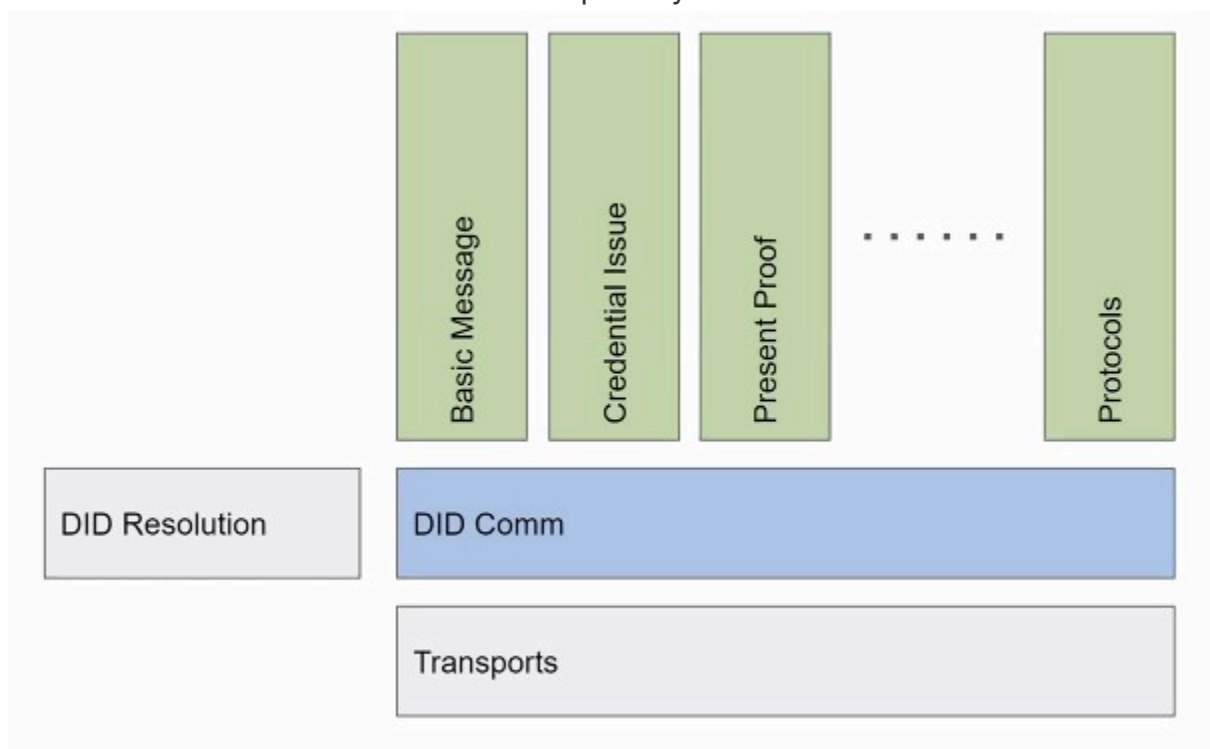 Basic Message
Credential Issue
Present Proof
......
Protocols
DID Resolution
DID Comm
Transports